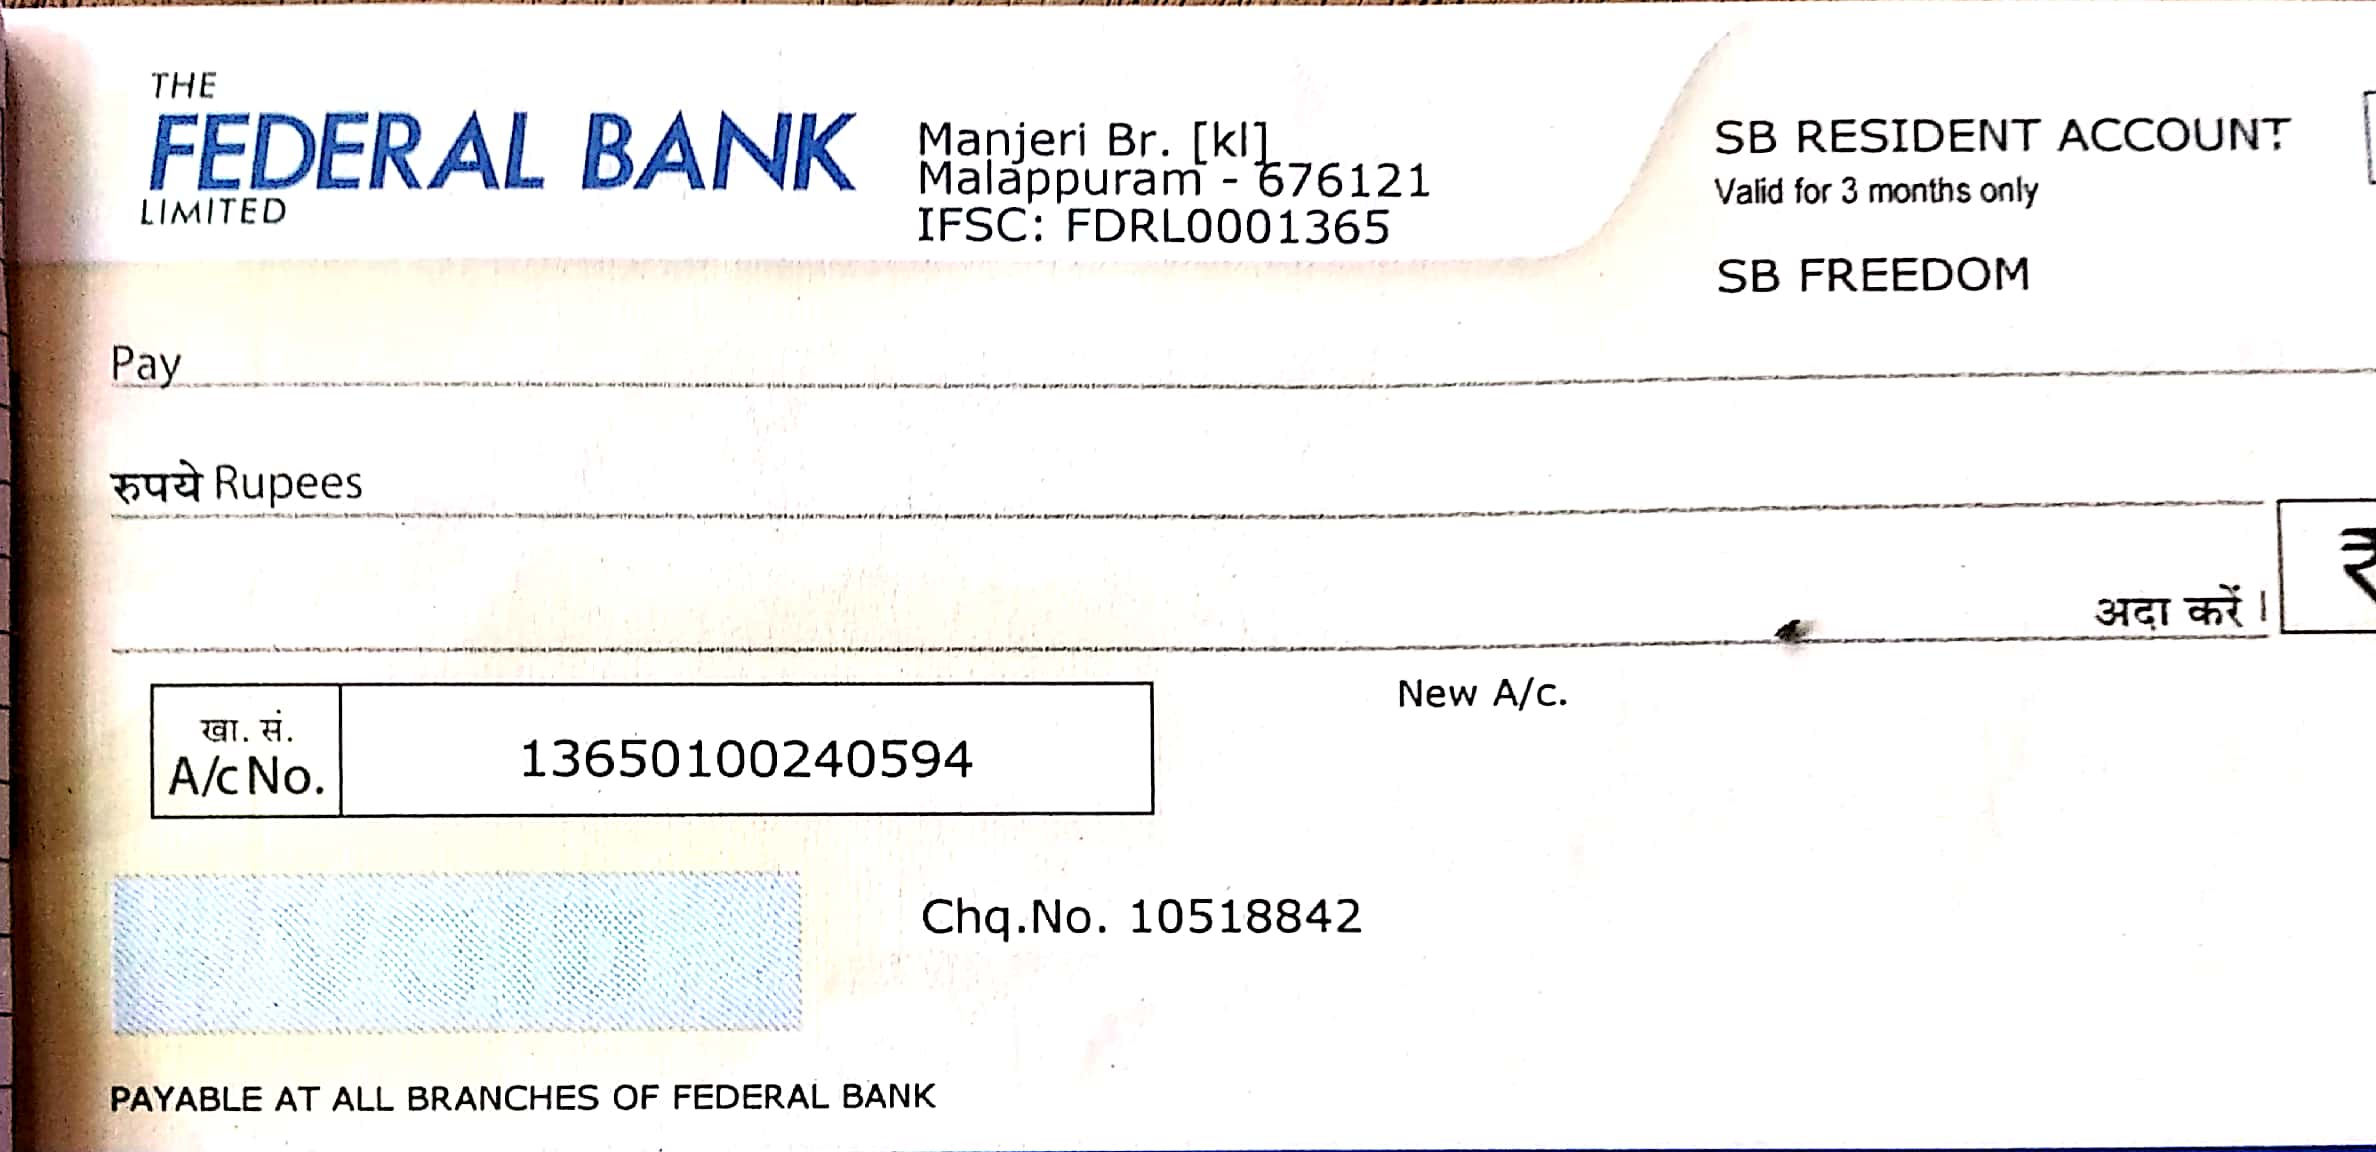 THE
FEDERAL BANK
LIMITED
Manjeri Br. [kl]
Malappuram - 676121
IFSC: FDRL0001365
SB RESIDENT ACCOUNT
Valid for 3 months only
SB FREEDOM
Pay
रुपये Rupees
अदा करें।
₹
खा. सं.
A/c No.
13650100240594
New A/c.
VOID
Chq.No. 10518842
PAYABLE AT ALL BRANCHES OF FEDERAL BANK